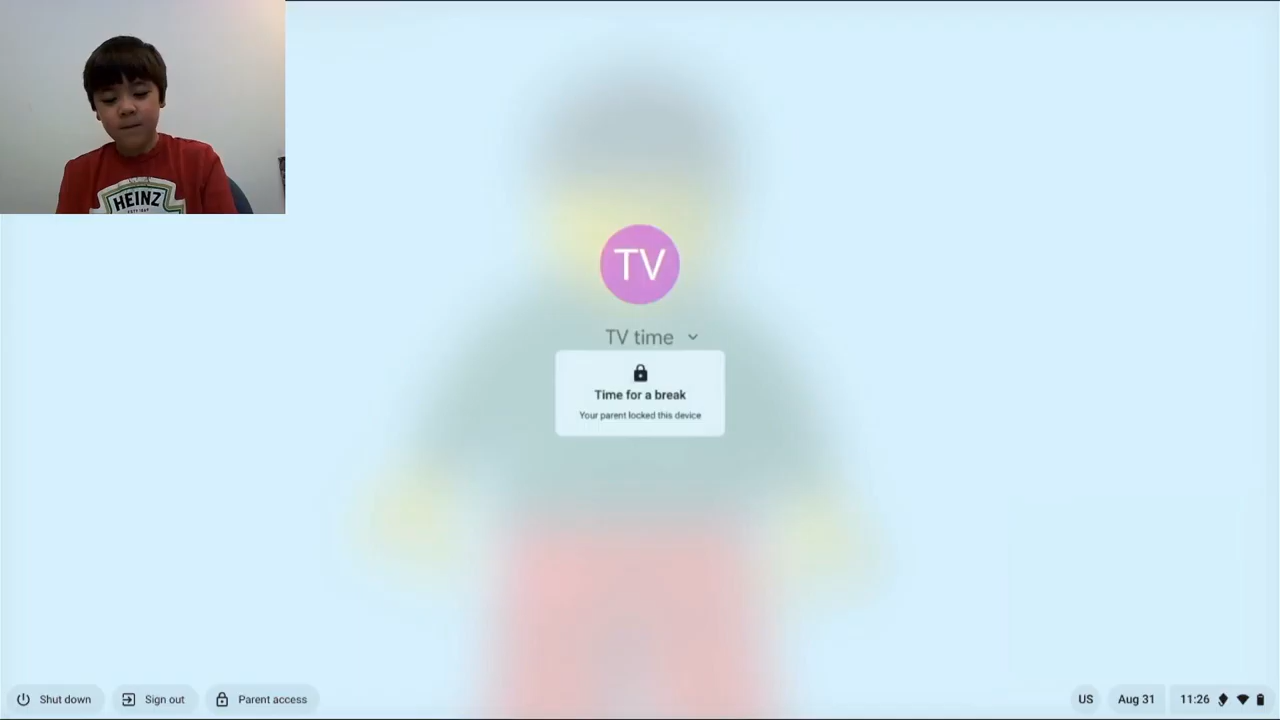 HEINZ
TV
TV time
Time for a break
Your parent locked this device
Shut down
Sign out
Parent access
US
Aug 31
11:26